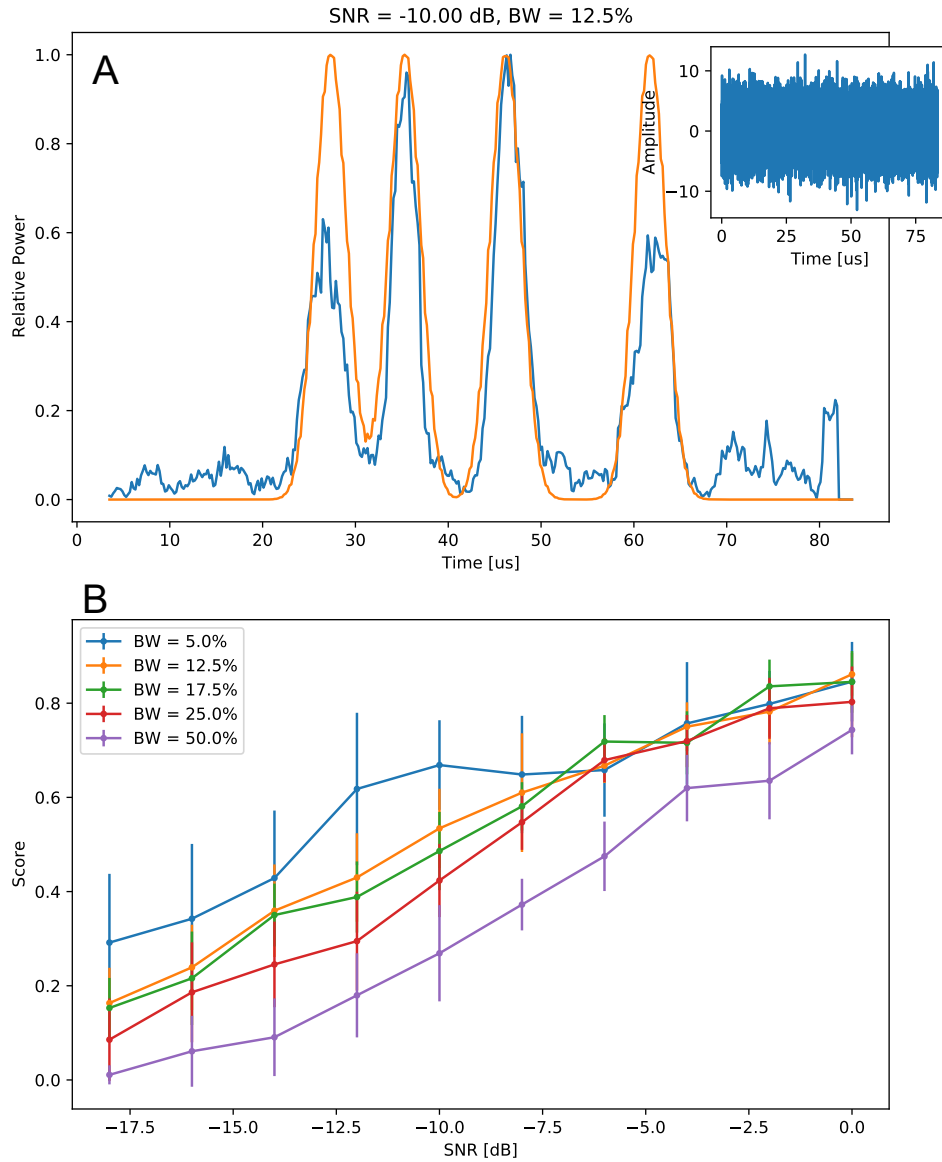 SNR = -10.00 dB, BW = 12.5%
A
1.0
0.8
0.6
0.4
0.2
0.0
Relative Power
0
10
20
30
40
50
60
70
80
Time [us]
10
0
−10
Amplitude
0
25
50
75
Time [us]
B
BW = 5.0%
BW = 12.5%
BW = 17.5%
BW = 25.0%
BW = 50.0%
0.8
0.6
0.4
0.2
0.0
Score
−17.5
−15.0
−12.5
−10.0
−7.5
−5.0
−2.5
0.0
SNR [dB]